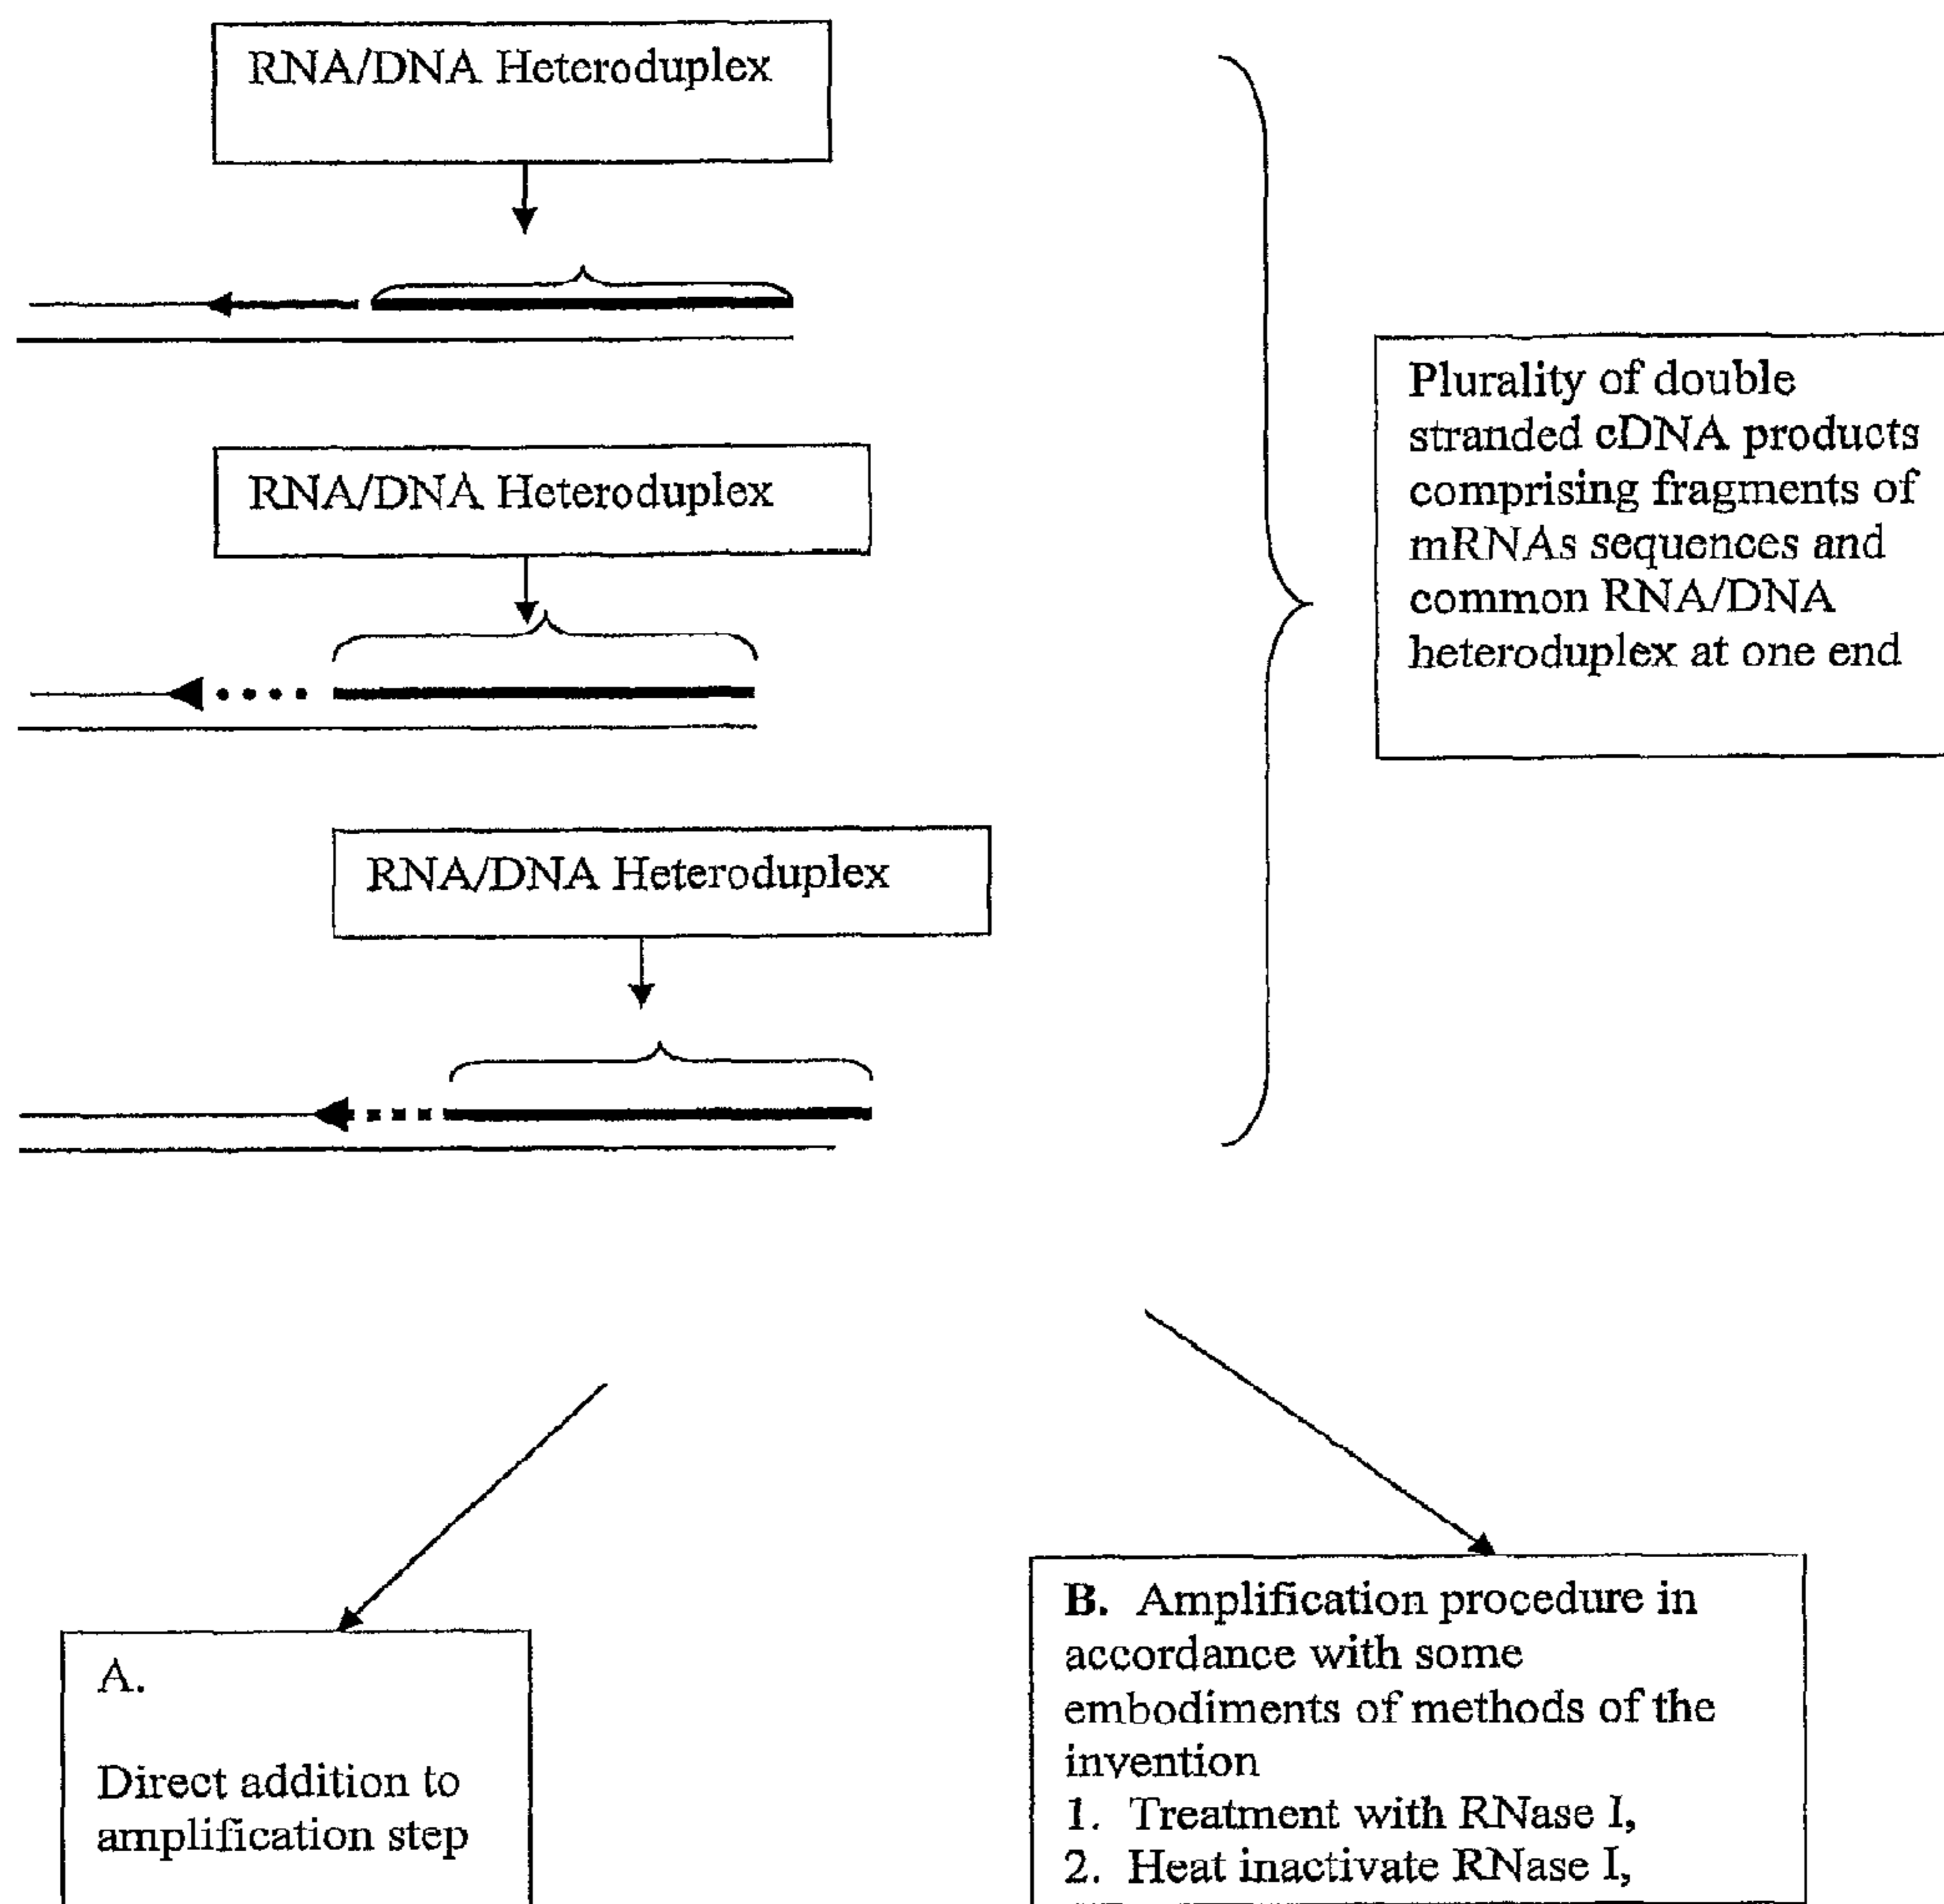 RNA/DNA Heteroduplex
RNA/DNA Heteroduplex
RNA/DNA Heteroduplex
Plurality of double
stranded cDNA products
comprising fragments of
mRNAs sequences and
common RNA/DNA
heteroduplex at one end
A.
Direct addition to
amplification step
B. Amplification procedure in
accordance with some
embodiments of methods of the
invention
1. Treatment with RNase I,
2. Heat inactivate RNase I,